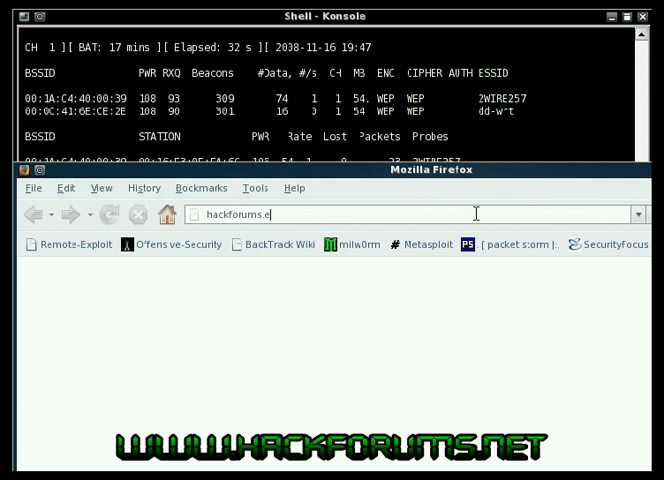 Shell - Konsole
CH 1 ][ BAT: 17 mins ][ Elapsed: 32 s ][ 2008-11-16 19:47
BSSID PWR RXQ Beacons #Data, #/s CH MB ENC CIPHER AUTH ESSID
00:1A:C4:40:00:39 108 93 309 74 1 1 54. WEP WEP 2WIRE257
00:0C:41:6E:CE:2E 108 90 301 16 0 1 54 WEP WEP dd-wrt
BSSID STATION PWR Rate Lost Packets Probes
Mozilla Firefox
File Edit View History Bookmarks Tools Help
hackforums.e
Remote-Exploit Offensive-Security BackTrack Wiki milw0rm # Metasploit PS .[ packet storm ]:. SecurityFocus
WWW.HACKFORUMS.NET